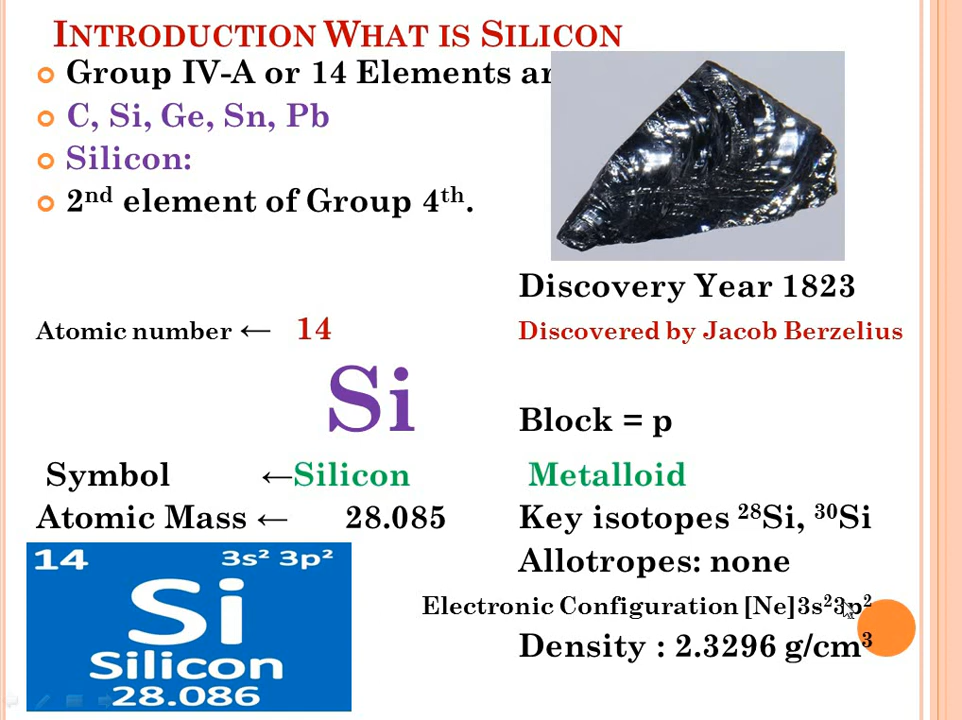 INTRODUCTION WHAT IS SILICON
Group IV-A or 14 Elements ar
C, Si, Ge, Sn, Pb
Silicon:
2nd element of Group 4th.
Discovery Year 1823
Atomic number ← 14
Discovered by Jacob Berzelius
Si
Block = p
Symbol ←Silicon
Metalloid
Atomic Mass ← 28.085
Key isotopes ²⁸Si, ³⁰Si
Allotropes: none
Electronic Configuration [Ne]3s²3p²
Density : 2.3296 g/cm³
14 3s² 3p²
Si
Silicon
28.086